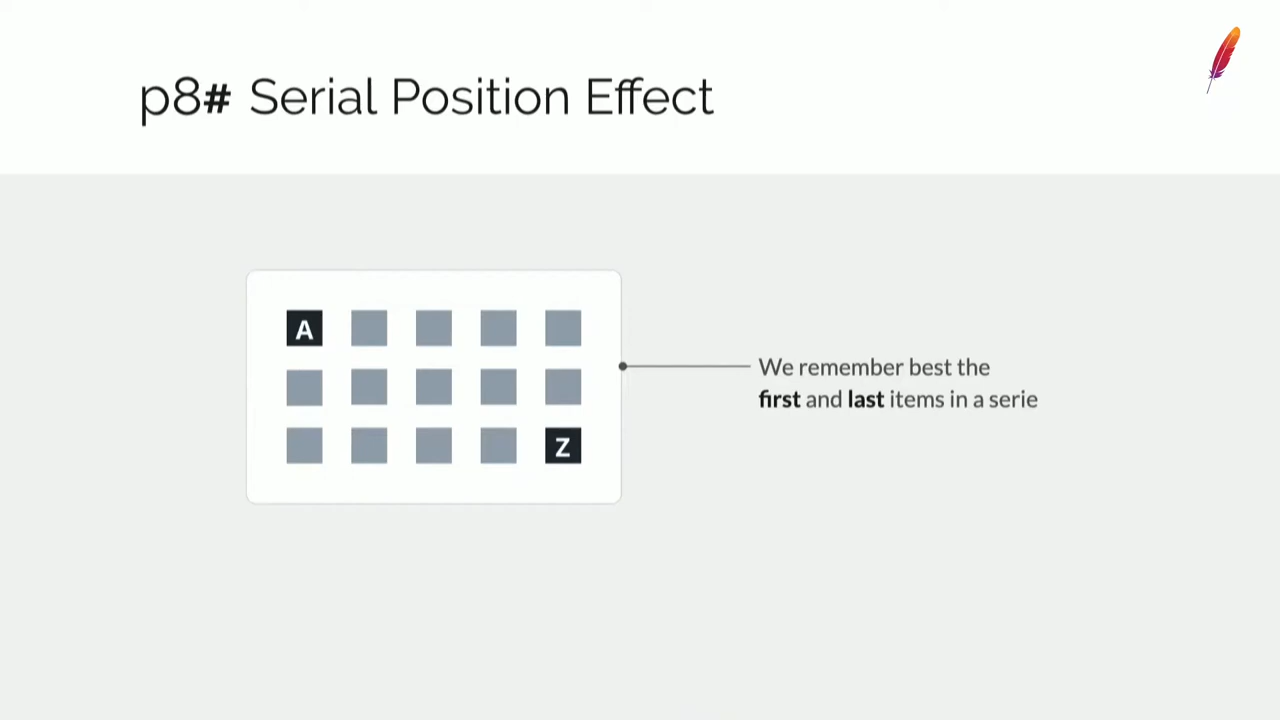 p8# Serial Position Effect
A
We remember best the
first and last items in a serie
Z